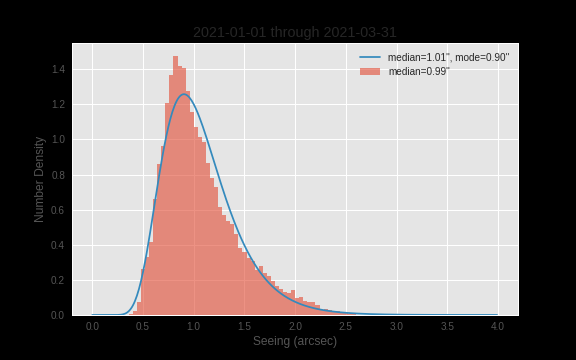 2021-01-01 through 2021-03-31
median=1.01", mode=0.90"
median=0.99"
Number Density
1.4
1.2
1.0
0.8
0.6
0.4
0.2
0.0
0.0 0.5 1.0 1.5 2.0 2.5 3.0 3.5 4.0
Seeing (arcsec)